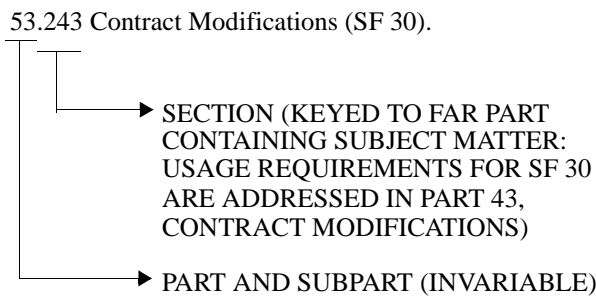 53.243 Contract Modifications (SF 30).
SECTION (KEYED TO FAR PART
CONTAINING SUBJECT MATTER:
USAGE REQUIREMENTS FOR SF 30
ARE ADDRESSED IN PART 43,
CONTRACT MODIFICATIONS)
PART AND SUBPART (INVARIABLE)